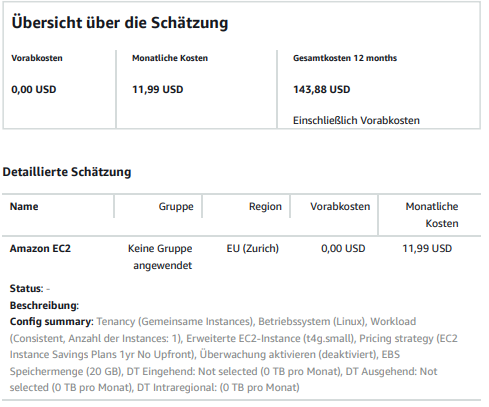 Übersicht über die Schätzung
Vorabkosten Monatliche Kosten Gesamtkosten 12 months
0,00 USD 11,99 USD 143,88 USD
Einschließlich Vorabkosten
Detaillierte Schätzung
Name Gruppe Region Vorabkosten Monatliche
Kosten
Amazon EC2 Keine Gruppe EU (Zurich) 0,00 USD 11,99 USD
angewendet
Status: -
Beschreibung:
Config summary: Tenancy (Gemeinsame Instances), Betriebssystem (Linux), Workload
(Consistent, Anzahl der Instances: 1), Erweiterte EC2-Instance (t4g.small), Pricing strategy (EC2
Instance Savings Plans 1yr No Upfront), Überwachung aktivieren (deaktiviert), EBS
Speichermenge (20 GB), DT Eingehend: Not selected (0 TB pro Monat), DT Ausgehend: Not
selected (0 TB pro Monat), DT Intraregional: (0 TB pro Monat)